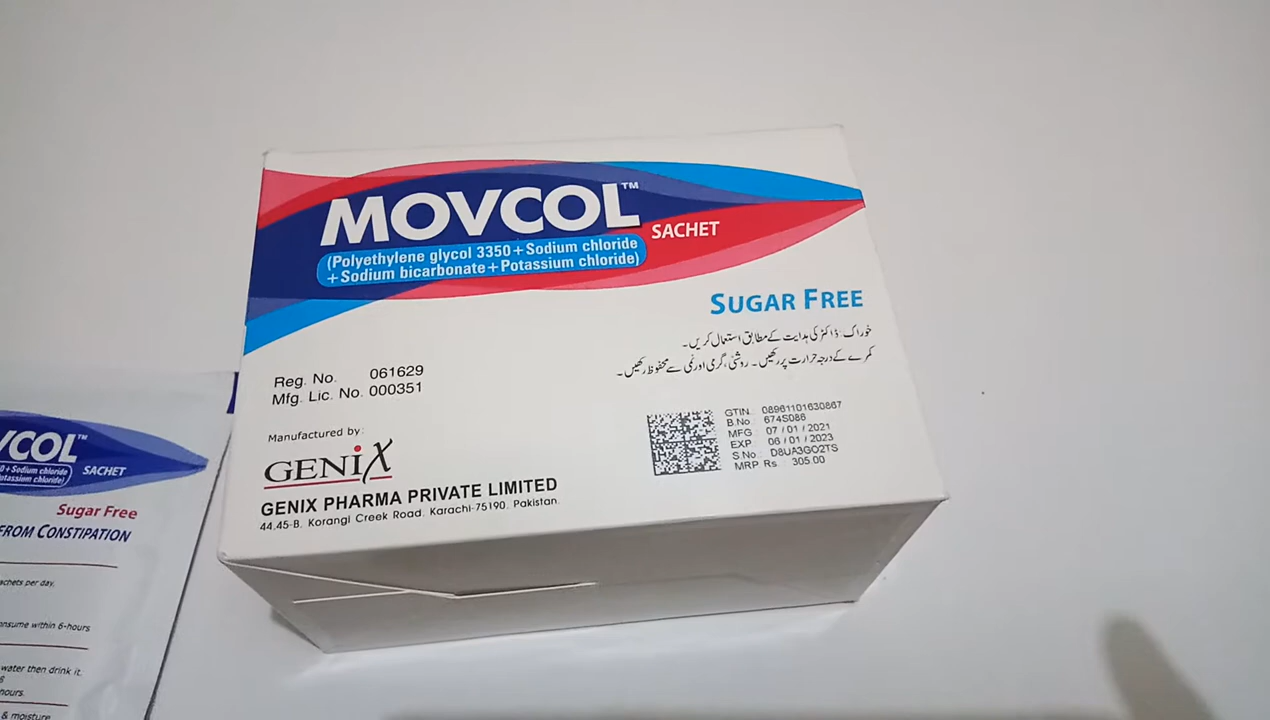 MOVCOL™
SACHET
(Polyethylene glycol 3350+Sodium chloride
+Sodium bicarbonate+Potassium chloride)
SUGAR FREE
خوراک: ڈاکٹر کی ہدایت کے مطابق استعمال کریں۔
کمرے کے درجہ حرارت پر رکھیں۔ روشنی، گرمی اور نمی سے محفوظ رکھیں۔
Reg. No. 061629
Mfg. Lic. No. 000351
Manufactured by:
GENIX
GENIX PHARMA PRIVATE LIMITED
44,45-B, Korangi Creek Road, Karachi-75190, Pakistan.
GTIN 08961101630867
B.No. 674S086
MFG 07 / 01 / 2021
EXP 06 / 01 / 2023
S.No. D8UA3GO2TS
MRP Rs 305.00
VCOL™
0+Sodium chloride
otassium chloride)
SACHET
Sugar Free
FROM CONSTIPATION
achets per day.
onsume within 6-hours
water then drink it.
hours.
& moisture